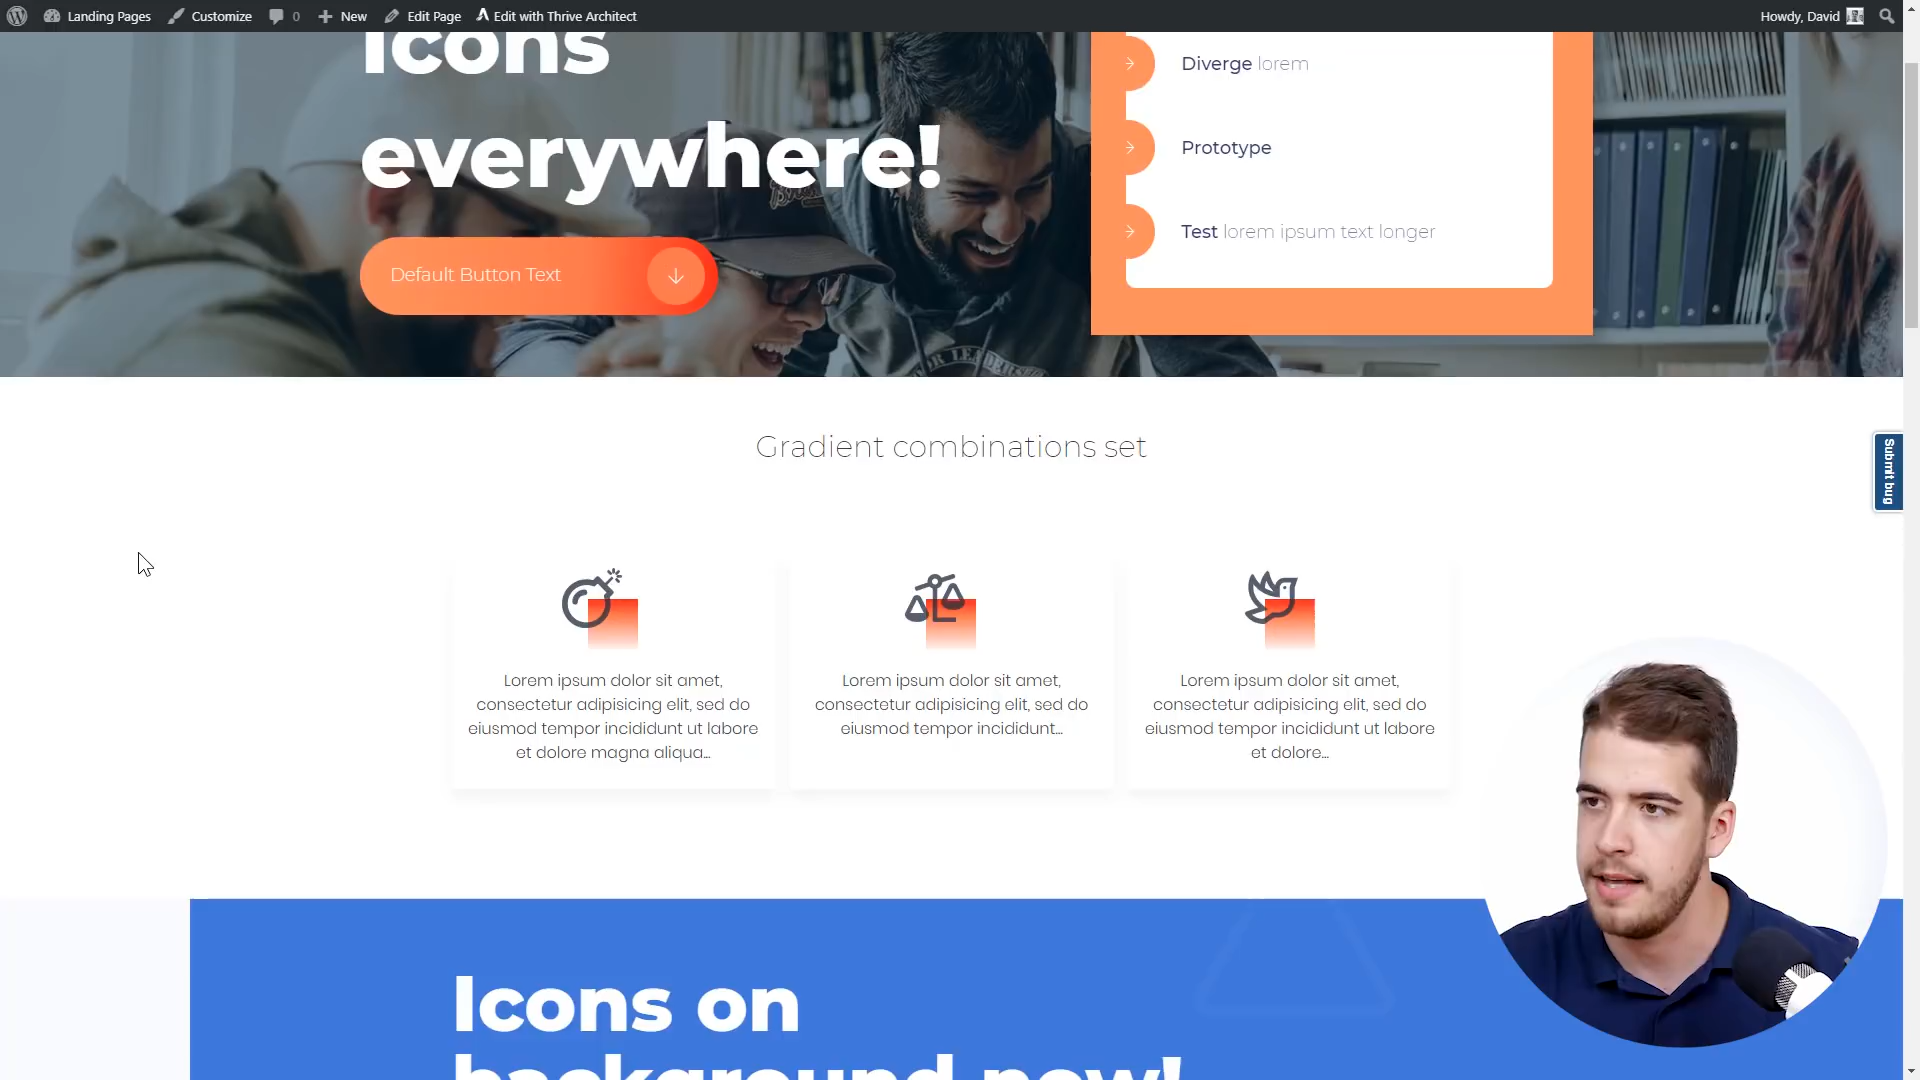 Landing Pages Customize 0 New Edit Page Edit with Thrive Architect Howdy, David
Icons
everywhere!
Default Button Text
Diverge lorem
Prototype
Test lorem ipsum text longer
Gradient combinations set
Submit bug
Lorem ipsum dolor sit amet,
consectetur adipisicing elit, sed do
eiusmod tempor incididunt ut labore
et dolore magna aliqua...
Lorem ipsum dolor sit amet,
consectetur adipisicing elit, sed do
eiusmod tempor incididunt...
Lorem ipsum dolor sit amet,
consectetur adipisicing elit, sed do
eiusmod tempor incididunt ut labore
et dolore...
Icons on
background now!